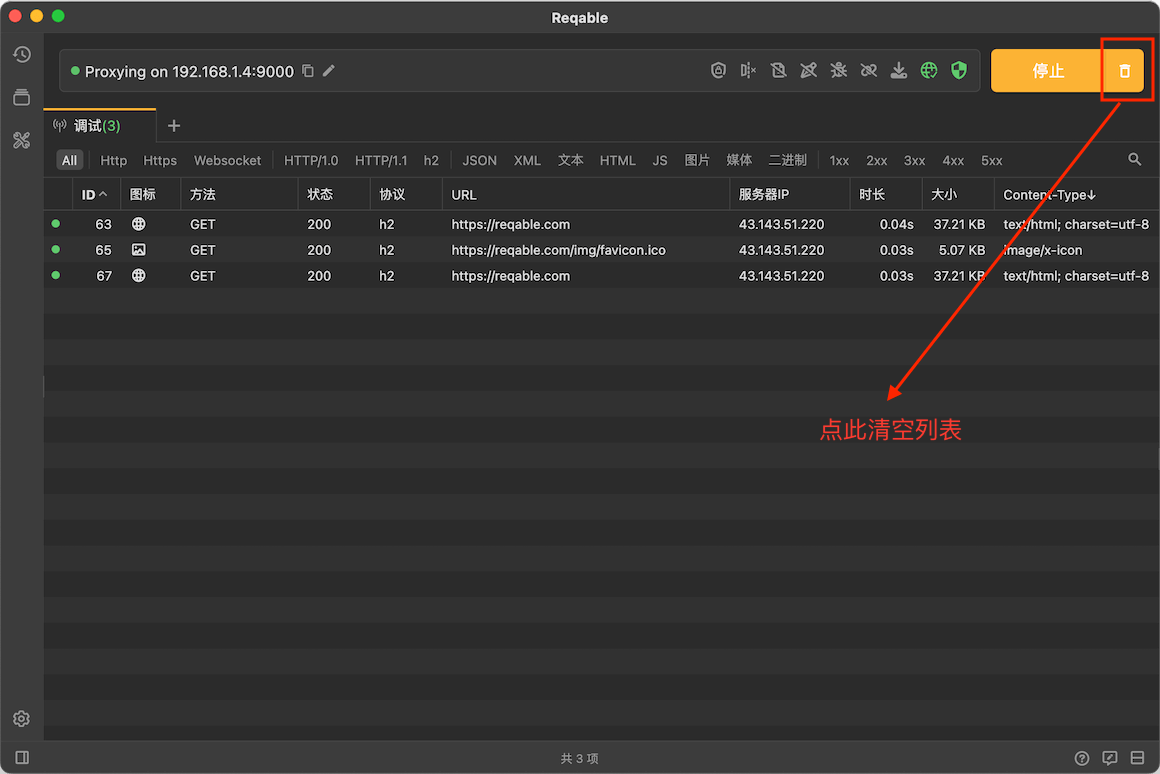 Reqable
Proxying on 192.168.1.4:9000
停止
调试(3)
All Http Https Websocket HTTP/1.0 HTTP/1.1 h2 JSON XML 文本 HTML JS 图片 媒体 二进制 1xx 2xx 3xx 4xx 5xx
ID 图标 方法 状态 协议 URL 服务器IP 时长 大小 Content-Type↓
63 GET 200 h2 https://reqable.com 43.143.51.220 0.04s 37.21 KB text/html; charset=utf-8
65 GET 200 h2 https://reqable.com/img/favicon.ico 43.143.51.220 0.03s 5.07 KB image/x-icon
67 GET 200 h2 https://reqable.com 43.143.51.220 0.03s 37.21 KB text/html; charset=utf-8
点此清空列表
共 3 项